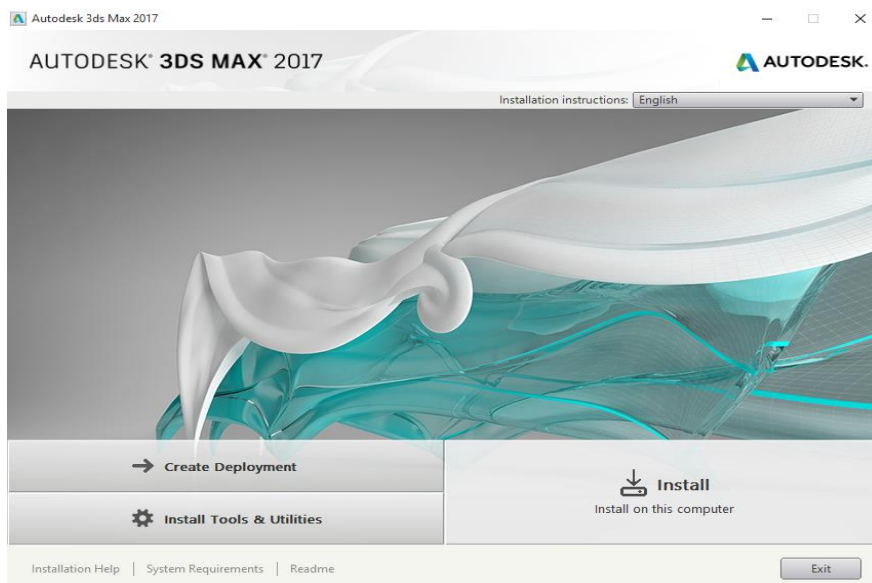 Autodesk 3ds Max 2017
AUTODESK® 3DS MAX® 2017
AUTODESK.
Installation instructions: English
Create Deployment
Install Tools & Utilities
Install
Install on this computer
Installation Help | System Requirements | Readme
Exit